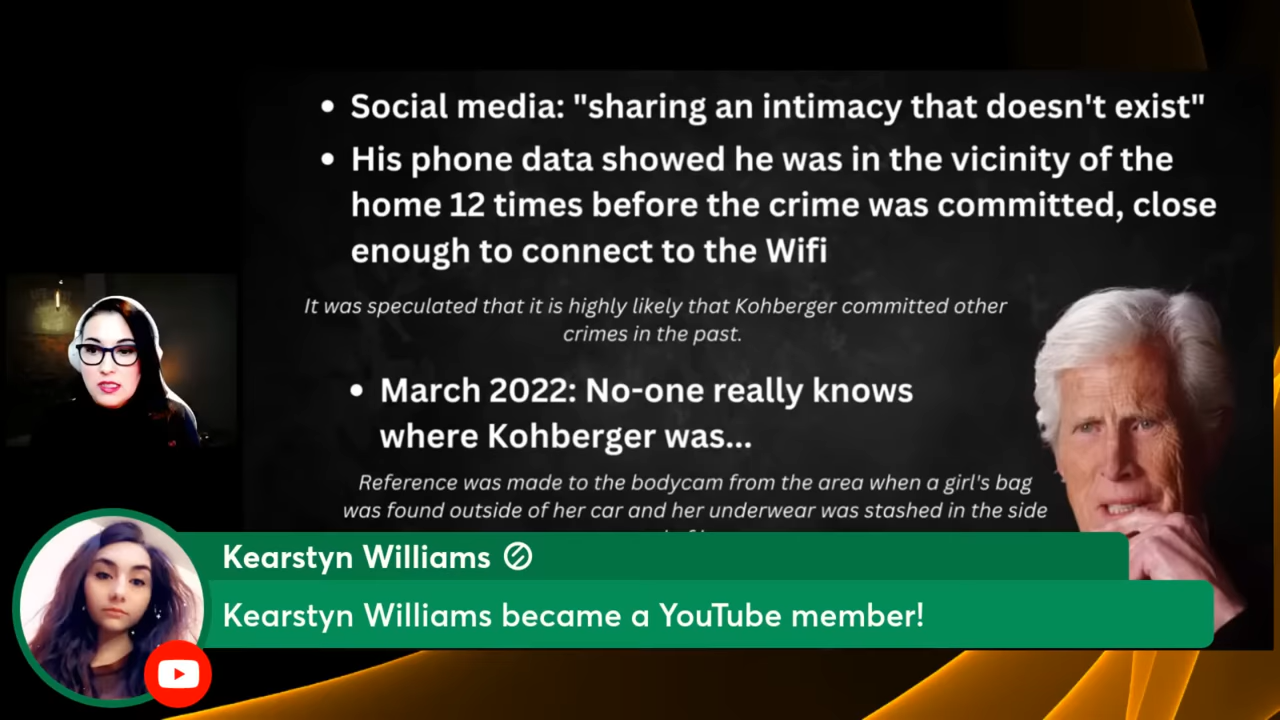 • Social media: "sharing an intimacy that doesn't exist"
• His phone data showed he was in the vicinity of the
home 12 times before the crime was committed, close
enough to connect to the Wifi
It was speculated that it is highly likely that Kohberger committed other
crimes in the past.
• March 2022: No-one really knows
where Kohberger was...
Reference was made to the bodycam from the area when a girl's bag
was found outside of her car and her underwear was stashed in the side
Kearstyn Williams
Kearstyn Williams became a YouTube member!